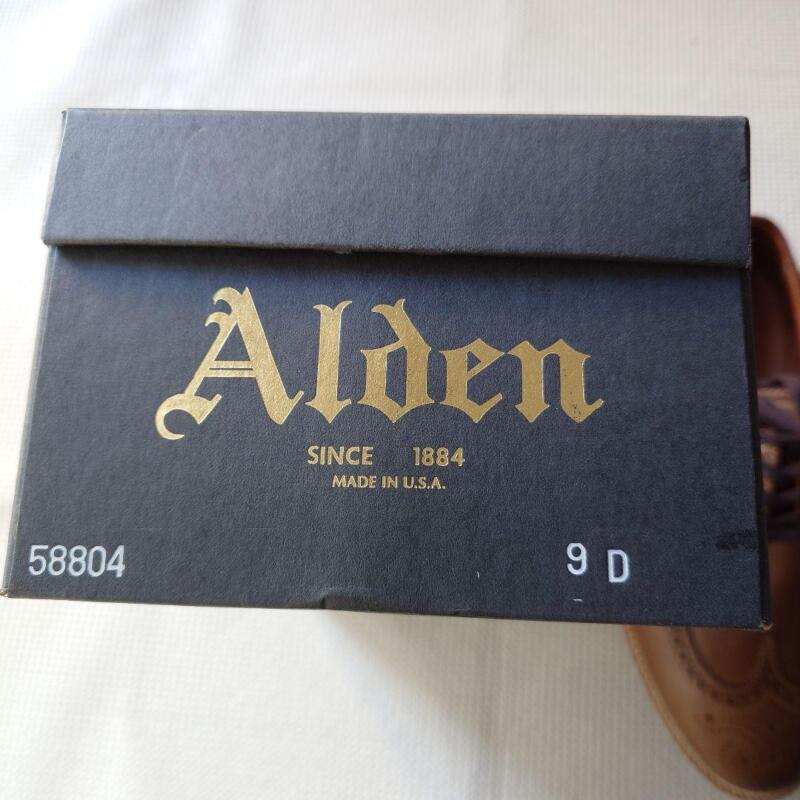 Alden
SINCE 1884
MADE IN U.S.A.
58804 9 D